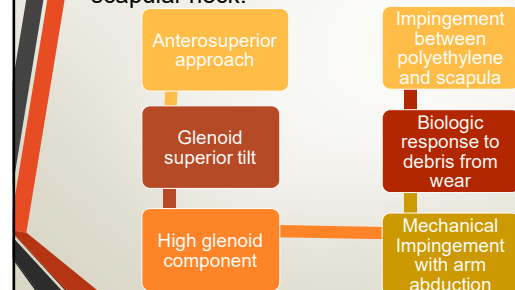 scapular neck.
Anterosuperior
approach
Glenoid
superior tilt
High glenoid
component
Impingement
between
polyethylene
and scapula
Biologic
response to
debris from
wear
Mechanical
Impingement
with arm
abduction